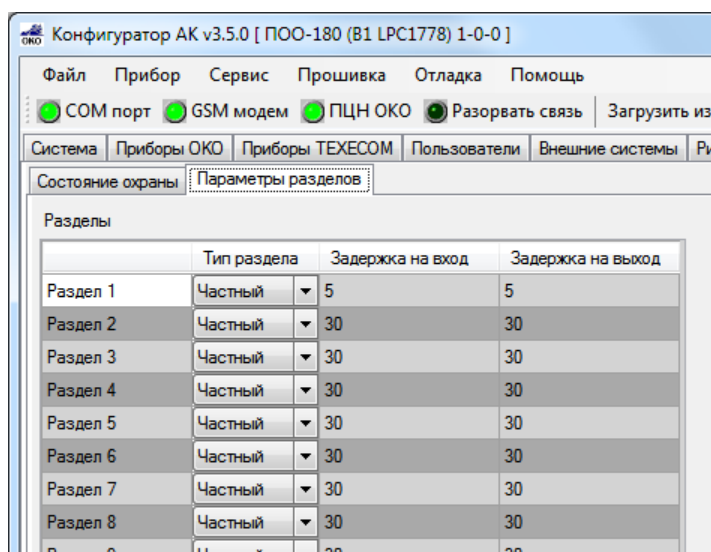 ОКО Конфигуратор АК v3.5.0 [ ПОО-180 (B1 LPC1778) 1-0-0 ]
Файл Прибор Сервис Прошивка Отладка Помощь
COM порт GSM модем ПЦН ОКО Разорвать связь Загрузить из
Система Приборы ОКО Приборы TEXECOM Пользователи Внешние системы
Состояние охраны Параметры разделов
Разделы
Тип раздела Задержка на вход Задержка на выход
Раздел 1 Частный 5 5
Раздел 2 Частный 30 30
Раздел 3 Частный 30 30
Раздел 4 Частный 30 30
Раздел 5 Частный 30 30
Раздел 6 Частный 30 30
Раздел 7 Частный 30 30
Раздел 8 Частный 30 30